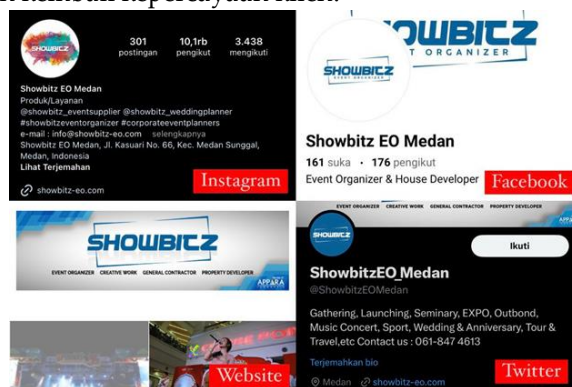 kepercayaan klien.
SHOWBITZ
301 10,1rb 3.438
postingan pengikut mengikuti
Showbitz EO Medan
Produk/Layanan
@showbitz_eventsupplier @showbitz_weddingplanner
#showbitzeventorganizer #corporateeventplanners
e-mail : info@showbitz-eo.com selengkapnya
Showbitz EO Medan, Jl. Kasuari No. 66, Kec. Medan Sunggal,
Medan, Indonesia
Lihat Terjemahan
showbitz-eo.com
Instagram
OWBITZ
T ORGANIZER
SHOWBITZ
Showbitz EO Medan
161 suka • 176 pengikut
Event Organizer & House Developer
Facebook
SHOWBITZ
EVENT ORGANIZER CREATIVE WORK GENERAL CONTRACTOR PROPERTY DEVELOPER
APPARA
Website
EVENT ORGANIZER CREATIVE WORK GENERAL CONTRACTOR PROPERTY DEVELOPER
SHOWBITZ
Ikuti
ShowbitzEO_Medan
@ShowbitzEOMedan
Gathering, Launching, Seminary, EXPO, Outbond,
Music Concert, Sport, Wedding & Anniversary, Tour &
Travel,etc Contact us : 061-847 4613
Terjemahkan bio
Medan showbitz-eo.com
Twitter